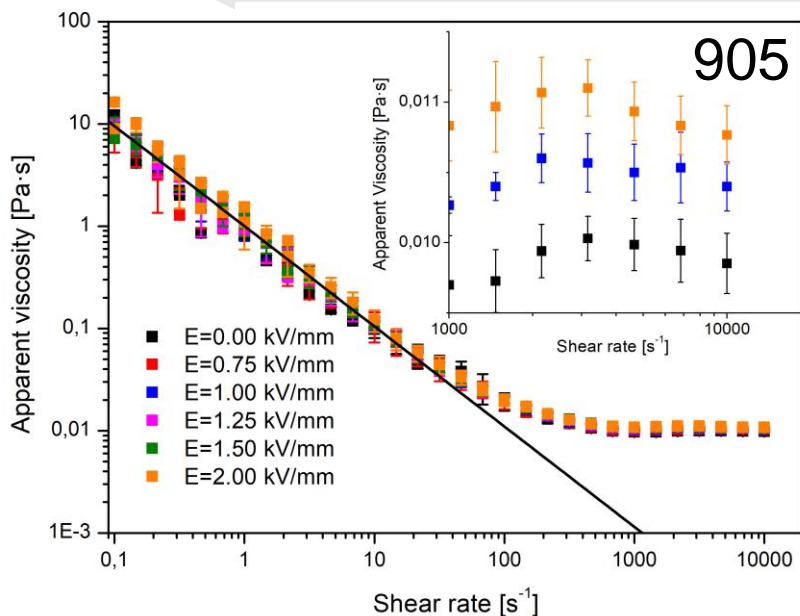 905
Apparent viscosity [Pa·s]
100
10
1
0,1
0,01
1E-3
0,1
1
10
100
1000
10000
Shear rate [s⁻¹]
E=0.00 kV/mm
E=0.75 kV/mm
E=1.00 kV/mm
E=1.25 kV/mm
E=1.50 kV/mm
E=2.00 kV/mm
Apparent Viscosity [Pa·s]
0,011
0,010
1000
10000
Shear rate [s⁻¹]